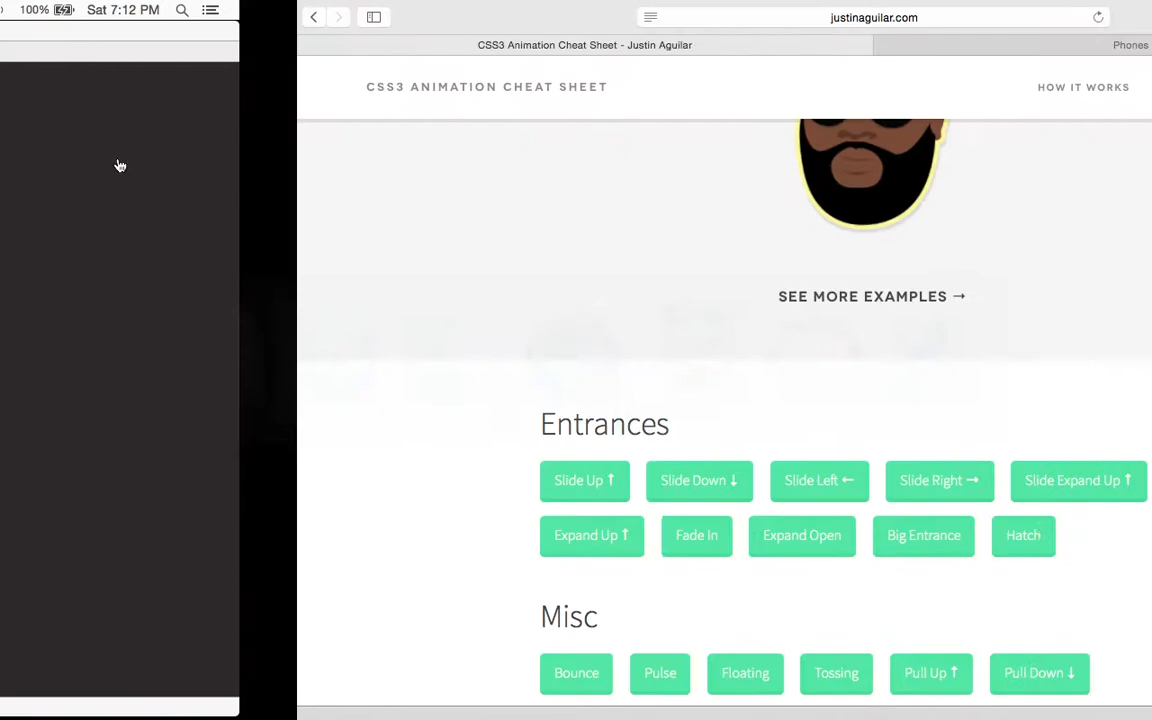 100% Sat 7:12 PM
justinaguilar.com
CSS3 Animation Cheat Sheet - Justin Aguilar
Phones
CSS3 ANIMATION CHEAT SHEET
HOW IT WORKS
SEE MORE EXAMPLES →
Entrances
Slide Up ↑ Slide Down ↓ Slide Left ← Slide Right → Slide Expand Up ↑
Expand Up ↑ Fade In Expand Open Big Entrance Hatch
Misc
Bounce Pulse Floating Tossing Pull Up ↑ Pull Down ↓